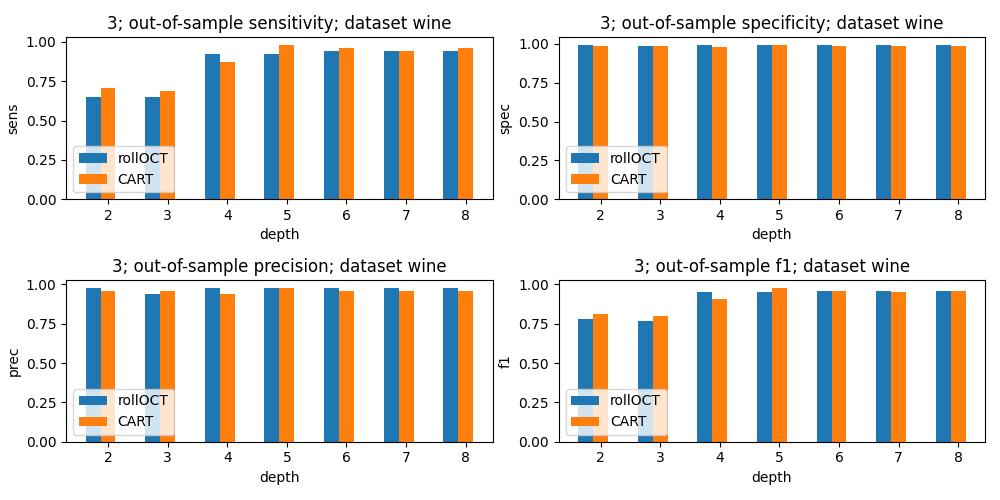 3; out-of-sample sensitivity; dataset wine
1.00
0.75
0.50
0.25
0.00
sens
rollOCT
CART
2 3 4 5 6 7 8
depth
3; out-of-sample specificity; dataset wine
1.00
0.75
0.50
0.25
0.00
spec
rollOCT
CART
2 3 4 5 6 7 8
depth
3; out-of-sample precision; dataset wine
1.00
0.75
0.50
0.25
0.00
prec
rollOCT
CART
2 3 4 5 6 7 8
depth
3; out-of-sample f1; dataset wine
1.00
0.75
0.50
0.25
0.00
f1
rollOCT
CART
2 3 4 5 6 7 8
depth